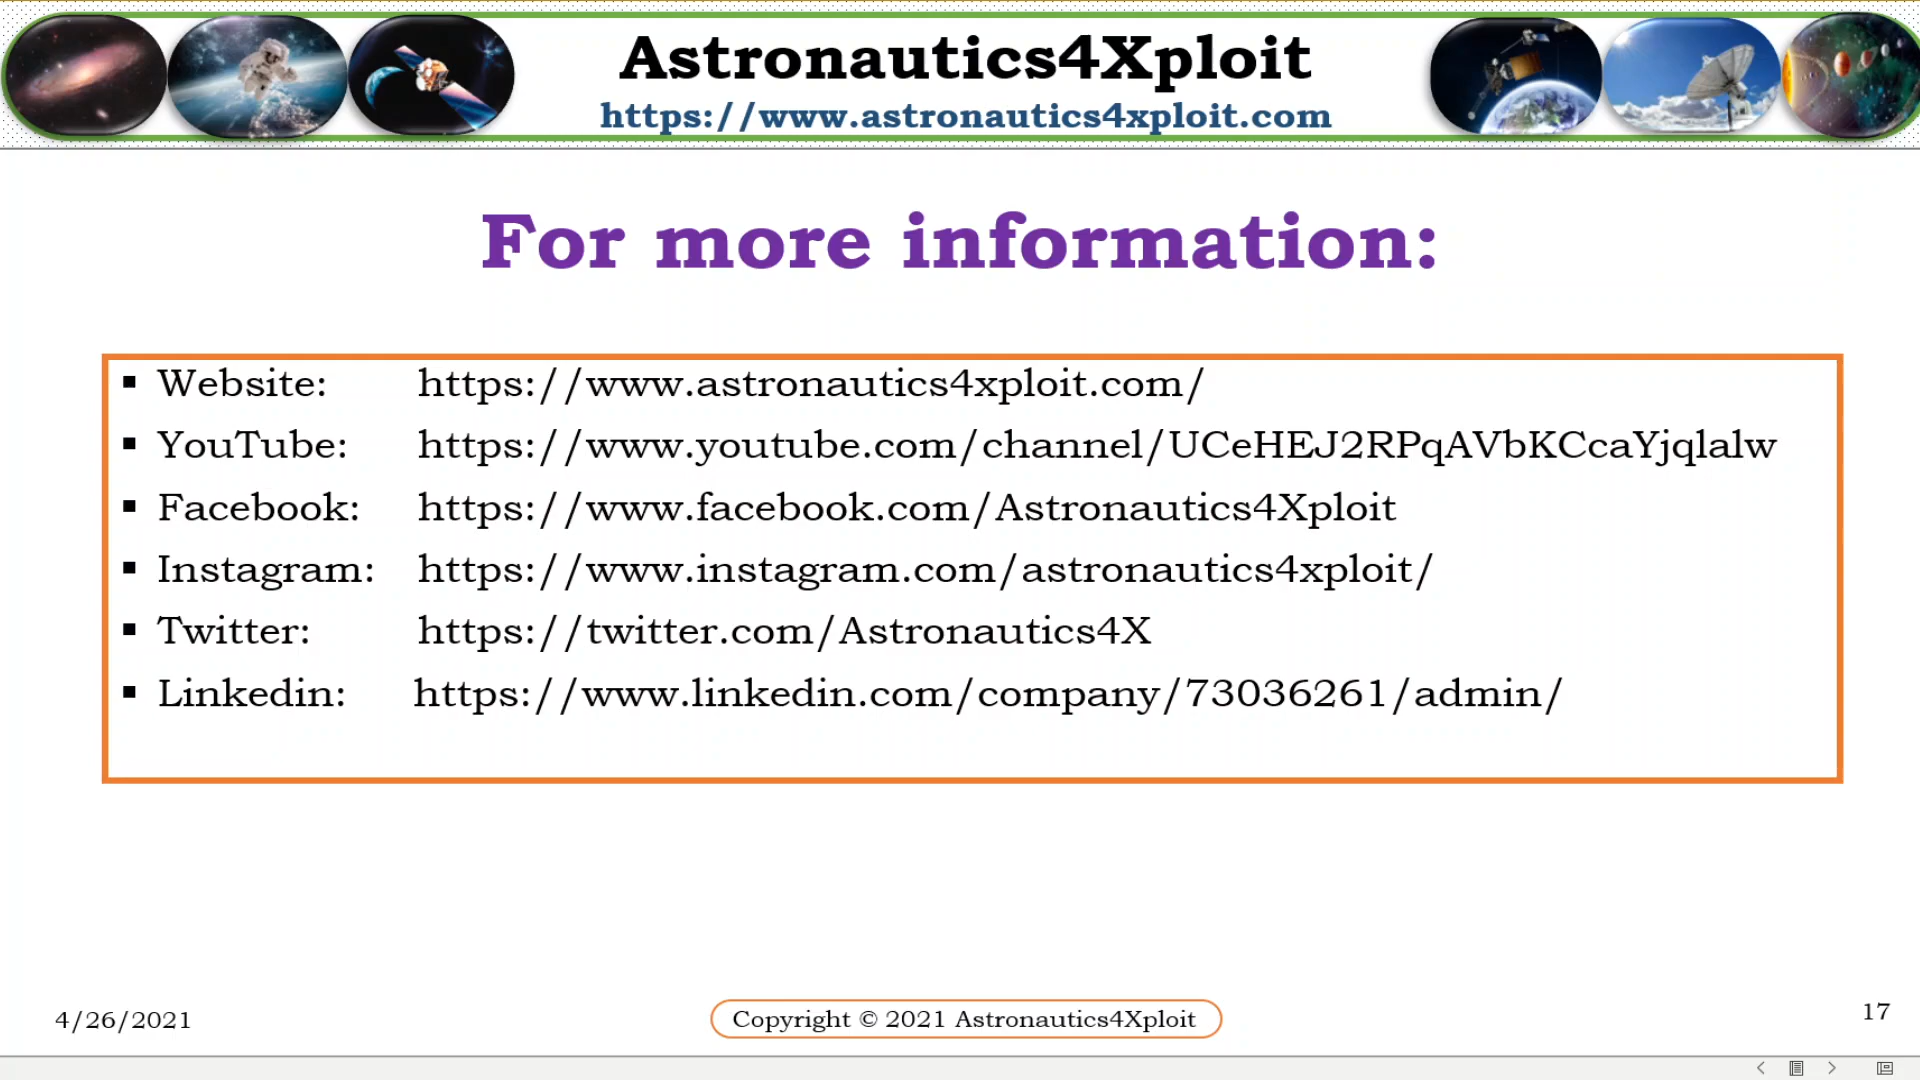 Astronautics4Xploit
https://www.astronautics4xploit.com
For more information:
▪ Website: https://www.astronautics4xploit.com/
▪ YouTube: https://www.youtube.com/channel/UCeHEJ2RPqAVbKCcaYjqlalw
▪ Facebook: https://www.facebook.com/Astronautics4Xploit
▪ Instagram: https://www.instagram.com/astronautics4xploit/
▪ Twitter: https://twitter.com/Astronautics4X
▪ Linkedin: https://www.linkedin.com/company/73036261/admin/
4/26/2021
Copyright © 2021 Astronautics4Xploit
17